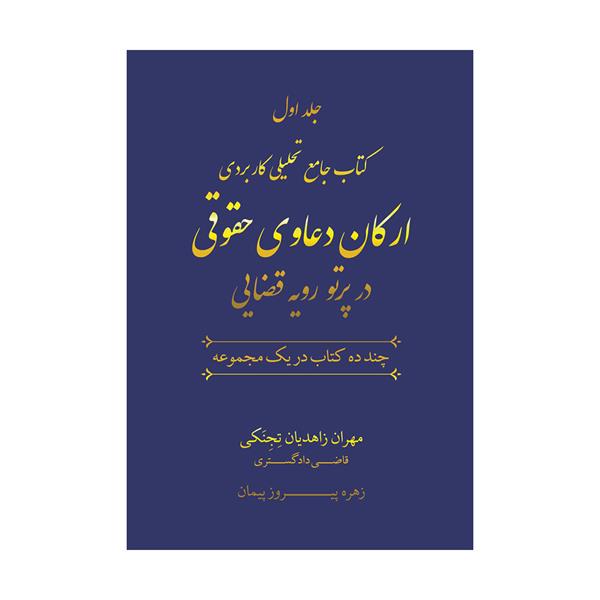 جلد اول
کتاب جامع تحلیلی کاربردی
ارکان دعاوی حقوقی
در پرتو رویه قضایی
چند ده کتاب در یک مجموعه
مهران زاهدیان تِجِنَکی
قاضی دادگستری
زهره پیروز پیمان